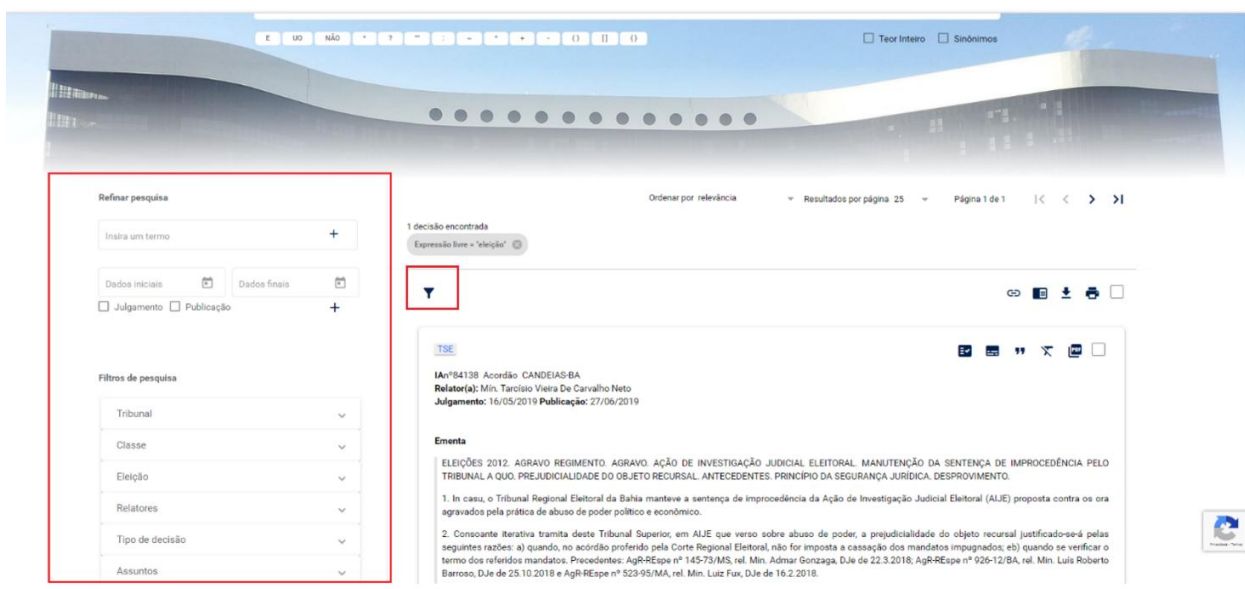 E UO NÃO * ? "" : ~ ^ + - () [] {}
Teor Inteiro Sinônimos
Refinar pesquisa
Insira um termo +
Dados iniciais Dados finais
Julgamento Publicação +
Filtros de pesquisa
Tribunal
Classe
Eleição
Relatores
Tipo de decisão
Assuntos
Ordenar por relevância Resultados por página 25 Página 1 de 1
1 decisão encontrada
Expressão livre = "eleição"
TSE
IAnº84138 Acordão CANDEIAS-BA
Relator(a): Min. Tarcísio Vieira De Carvalho Neto
Julgamento: 16/05/2019 Publicação: 27/06/2019
PDF
Ementa
ELEIÇÕES 2012. AGRAVO REGIMENTO. AGRAVO. AÇÃO DE INVESTIGAÇÃO JUDICIAL ELEITORAL. MANUTENÇÃO DA SENTENÇA DE IMPROCEDÊNCIA PELO
TRIBUNAL A QUO. PREJUDICIALIDADE DO OBJETO RECURSAL. ANTECEDENTES. PRINCÍPIO DA SEGURANÇA JURÍDICA. DESPROVIMENTO.
1. In casu, o Tribunal Regional Eleitoral da Bahia manteve a sentença de improcedência da Ação de Investigação Judicial Eleitoral (AIJE) proposta contra os ora
agravados pela prática de abuso de poder político e econômico.
2. Consoante iterativa tramita deste Tribunal Superior, em AIJE que verso sobre abuso de poder, a prejudicialidade do objeto recursal justificado-se-á pelas
seguintes razões: a) quando, no acórdão proferido pela Corte Regional Eleitoral, não for imposta a cassação dos mandatos impugnados; eb) quando se verificar o
termo dos referidos mandatos. Precedentes: AgR-REspe nº 145-73/MS, rel. Min. Admar Gonzaga, DJe de 22.3.2018; AgR-REspe nº 926-12/BA, rel. Min. Luís Roberto
Barroso, DJe de 25.10.2018 e AgR-REspe nº 523-95/MA, rel. Min. Luiz Fux, DJe de 16.2.2018.